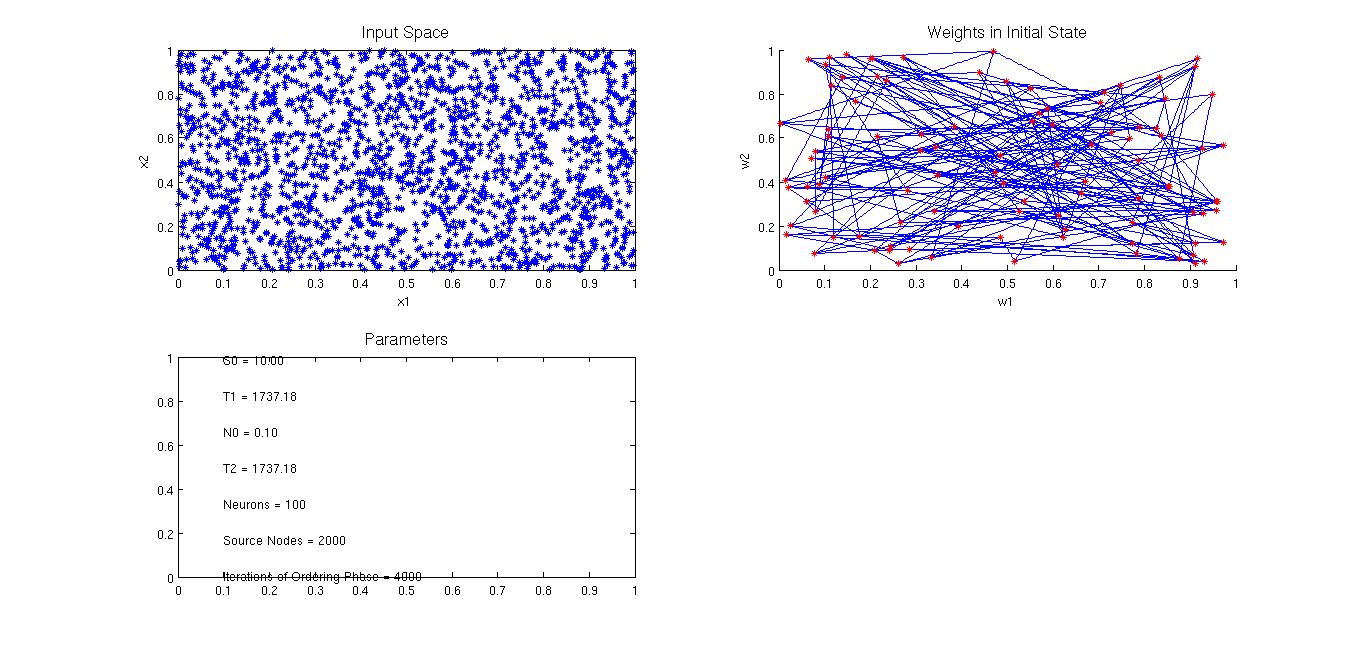 Input Space
1
0.8
0.6
0.4
0.2
0
x2
0 0.1 0.2 0.3 0.4 0.5 0.6 0.7 0.8 0.9 1
x1
Weights in Initial State
1
0.8
0.6
0.4
0.2
0
w2
0 0.1 0.2 0.3 0.4 0.5 0.6 0.7 0.8 0.9 1
w1
Parameters
1
0.8
0.6
0.4
0.2
0
S0 = 10.00
T1 = 1737.18
N0 = 0.10
T2 = 1737.18
Neurons = 100
Source Nodes = 2000
Iterations of Ordering Phase = 4000
0 0.1 0.2 0.3 0.4 0.5 0.6 0.7 0.8 0.9 1